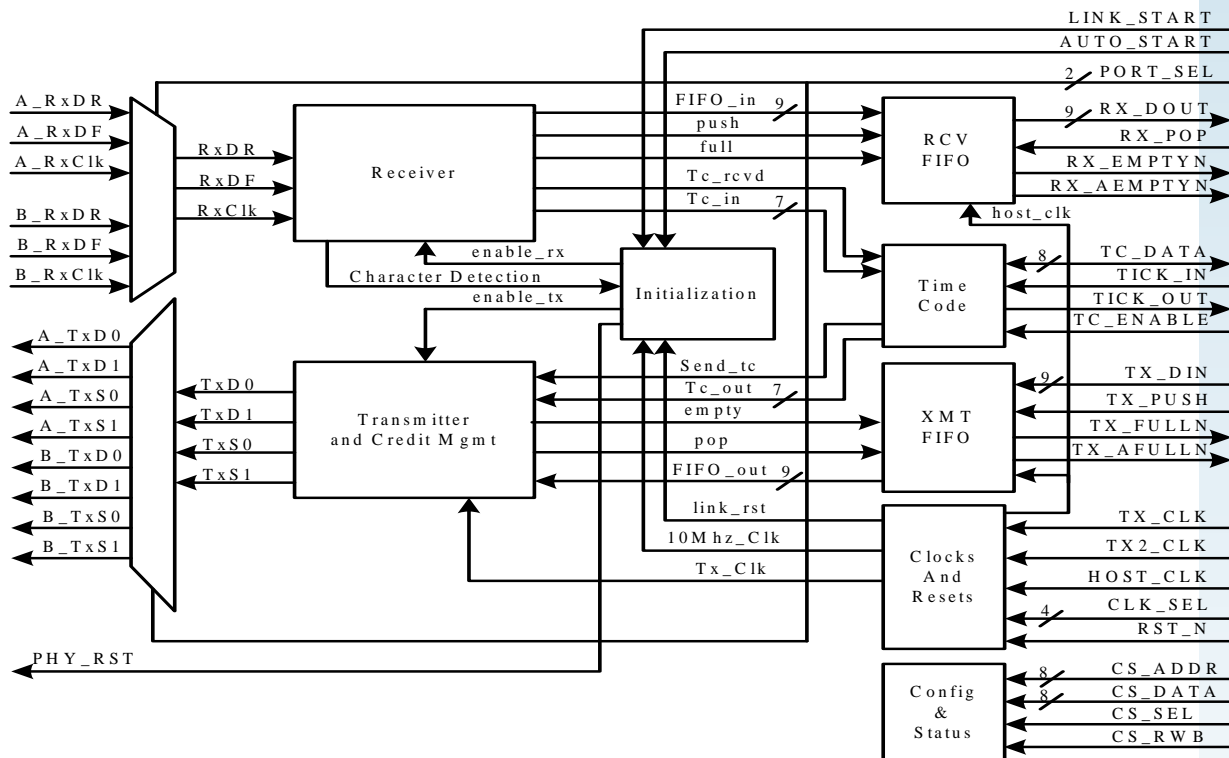 LINK_START
AUTO_START
2 PORT_SEL
A_RxDR
A_RxDF
A_RxClk
B_RxDR
B_RxDF
B_RxClk
RxDR
RxDF
RxClk
Receiver
FIFO_in 9
push
full
Tc_rcvd
Tc_in 7
RCV
FIFO
9 RX_DOUT
RX_POP
RX_EMPTYN
RX_AEMPTYN
host_clk
enable_rx
Character Detection
enable_tx
Initialization
Time
Code
8 TC_DATA
TICK_IN
TICK_OUT
TC_ENABLE
A_TxD0
A_TxD1
A_TxS0
A_TxS1
B_TxD0
B_TxD1
B_TxS0
B_TxS1
TxD0
TxD1
TxS0
TxS1
Transmitter
and Credit Mgmt
Send_tc
Tc_out 7
empty
pop
FIFO_out 9
XMT
FIFO
9 TX_DIN
TX_PUSH
TX_FULLN
TX_AFULLN
link_rst
10Mhz_Clk
Tx_Clk
Clocks
And
Resets
TX_CLK
TX2_CLK
HOST_CLK
4 CLK_SEL
RST_N
PHY_RST
Config
&
Status
8 CS_ADDR
8 CS_DATA
CS_SEL
CS_RWB